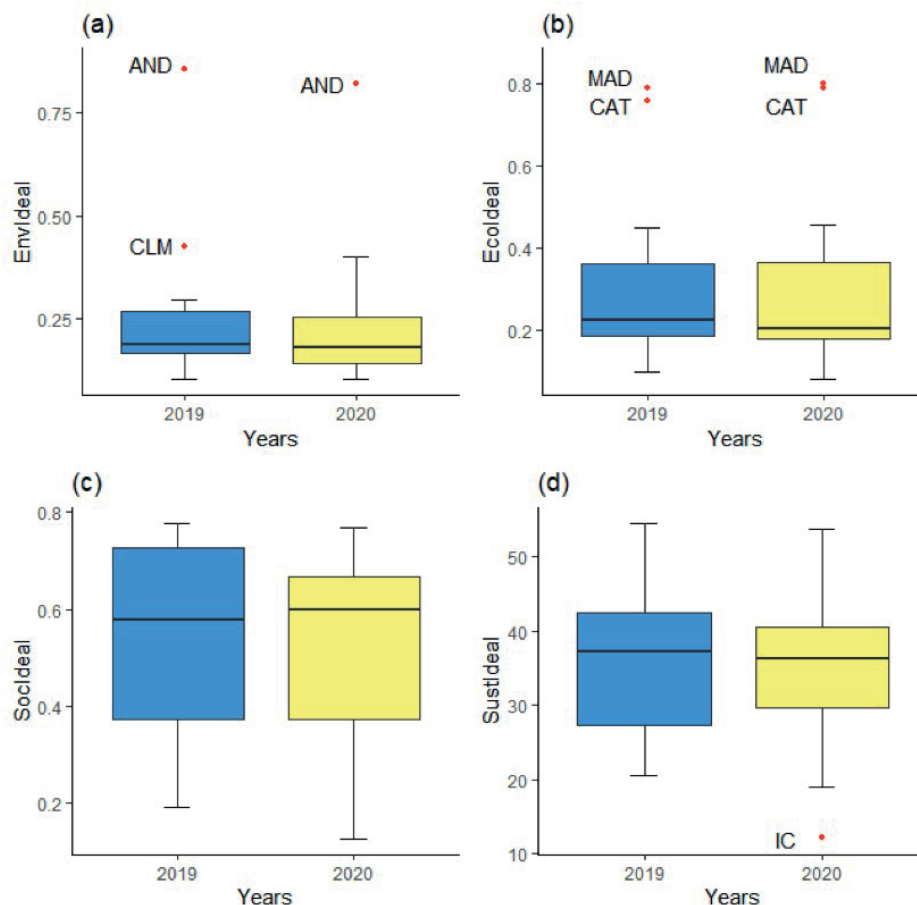 (a)
EnvIdeal
0.75
0.50
0.25
AND
CLM
AND
2019
2020
Years
(b)
EcoIdeal
0.8
0.6
0.4
0.2
MAD
CAT
MAD
CAT
2019
2020
Years
(c)
SocIdeal
0.8
0.6
0.4
0.2
2019
2020
Years
(d)
SustIdeal
50
40
30
20
10
IC
2019
2020
Years